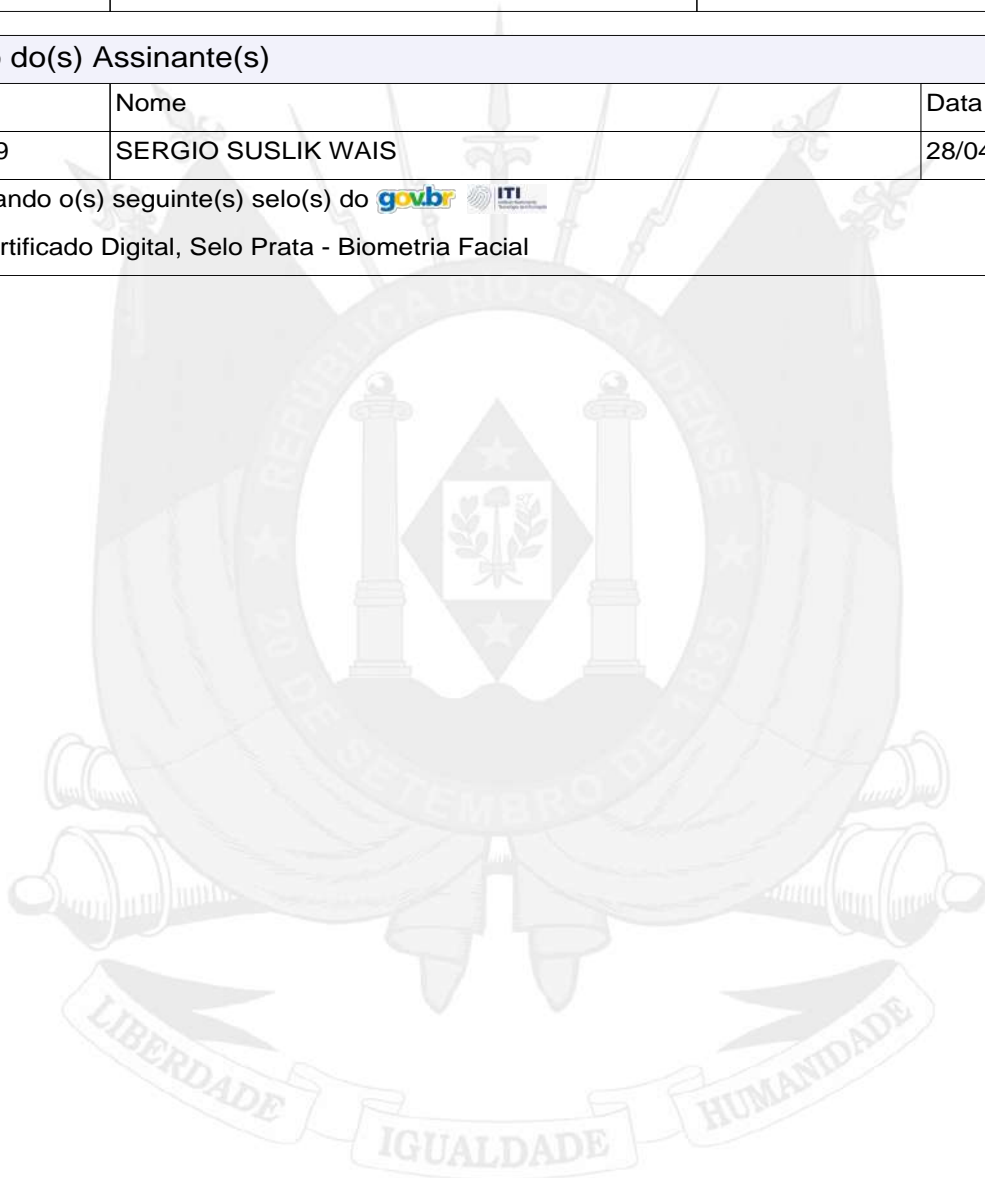 do(s) Assinante(s)
Nome Data
9 SERGIO SUSLIK WAIS 28/04
ando o(s) seguinte(s) selo(s) do gov.br ITI
rtificado Digital, Selo Prata - Biometria Facial
REPÚBLICA RIO-GRANDENSE
20 DE SETEMBRO DE 1835
LIBERDADE IGUALDADE HUMANIDADE